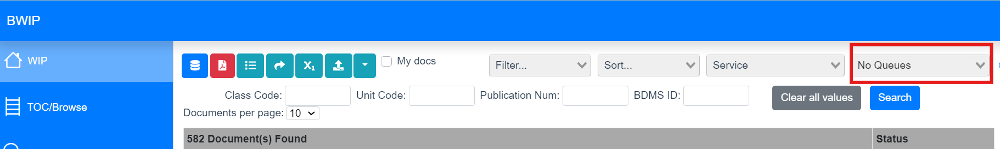 BWIP
WIP
My docs
Filter...
Sort...
Service
No Queues
TOC/Browse
Class Code:
Unit Code:
Publication Num:
BDMS ID:
Clear all values
Search
Documents per page: 10
582 Document(s) Found
Status